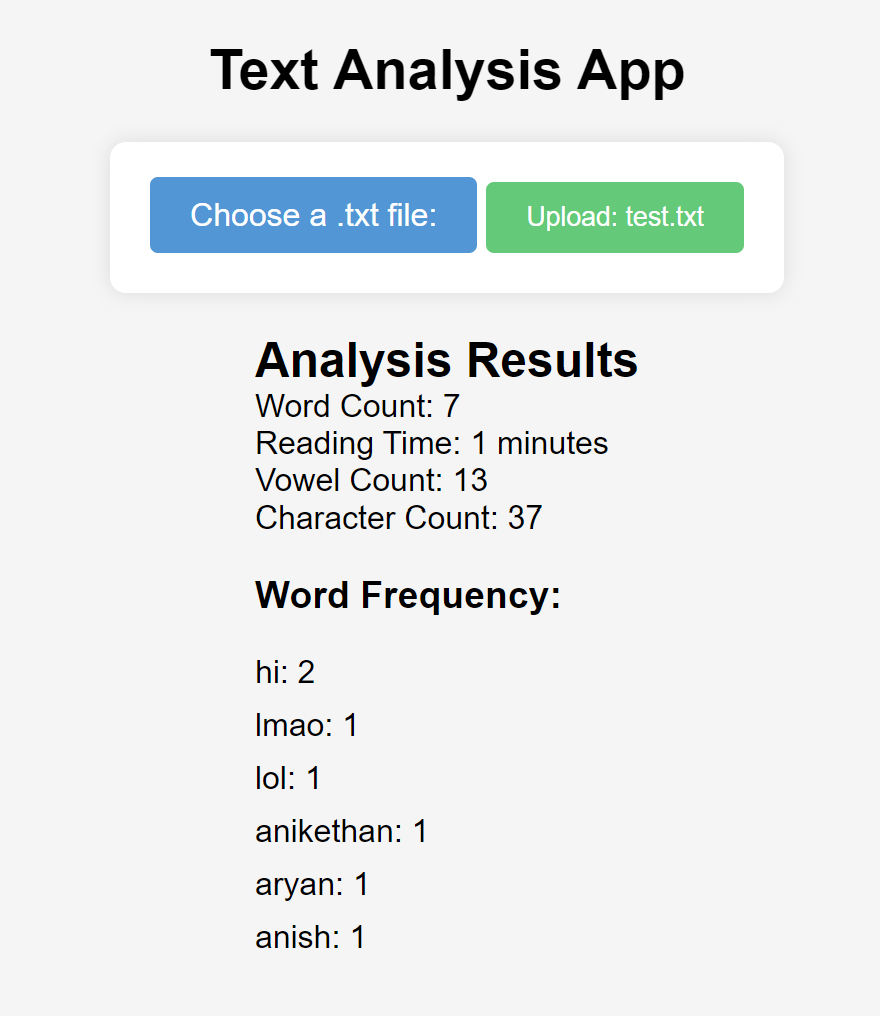 Text Analysis App
Choose a .txt file: Upload: test.txt
Analysis Results
Word Count: 7
Reading Time: 1 minutes
Vowel Count: 13
Character Count: 37
Word Frequency:
hi: 2
lmao: 1
lol: 1
anikethan: 1
aryan: 1
anish: 1